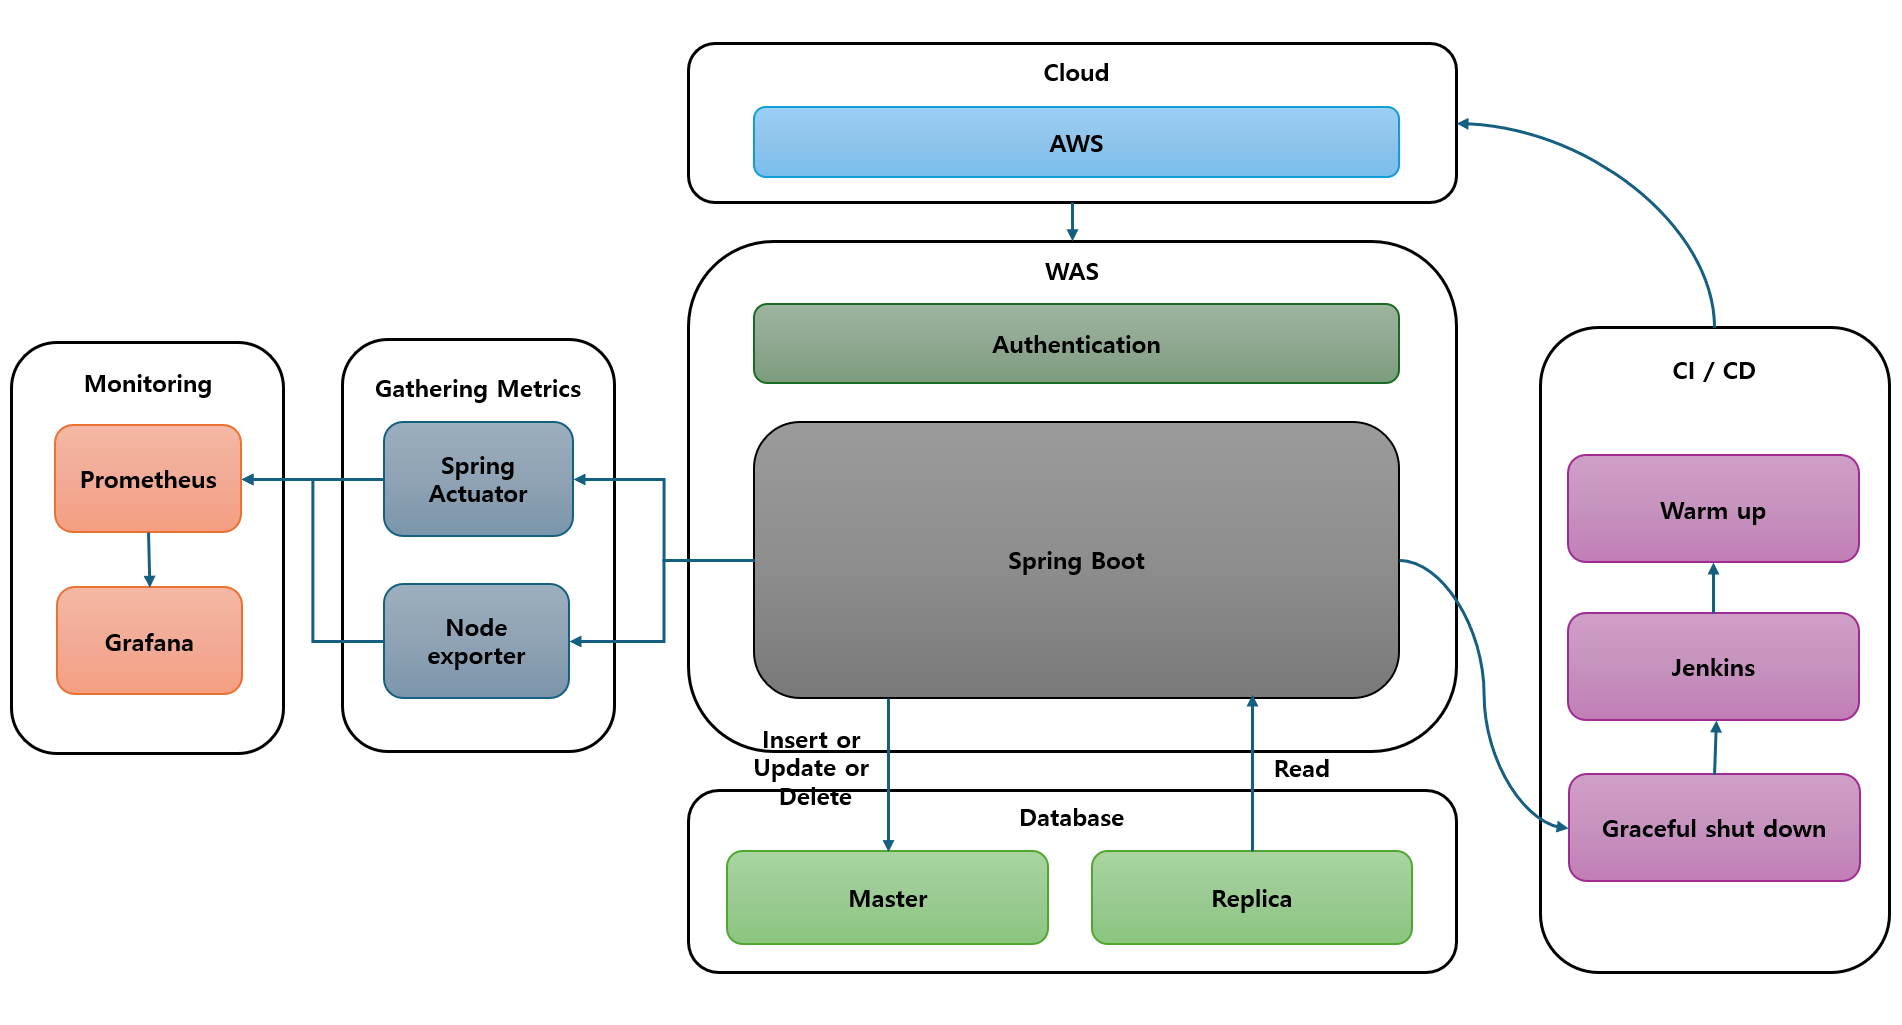 Cloud
AWS
WAS
Authentication
Spring Boot
Monitoring
Prometheus
Grafana
Gathering Metrics
Spring
Actuator
Node
exporter
Insert or
Update or
Delete
Read
Database
Master
Replica
CI / CD
Warm up
Jenkins
Graceful shut down